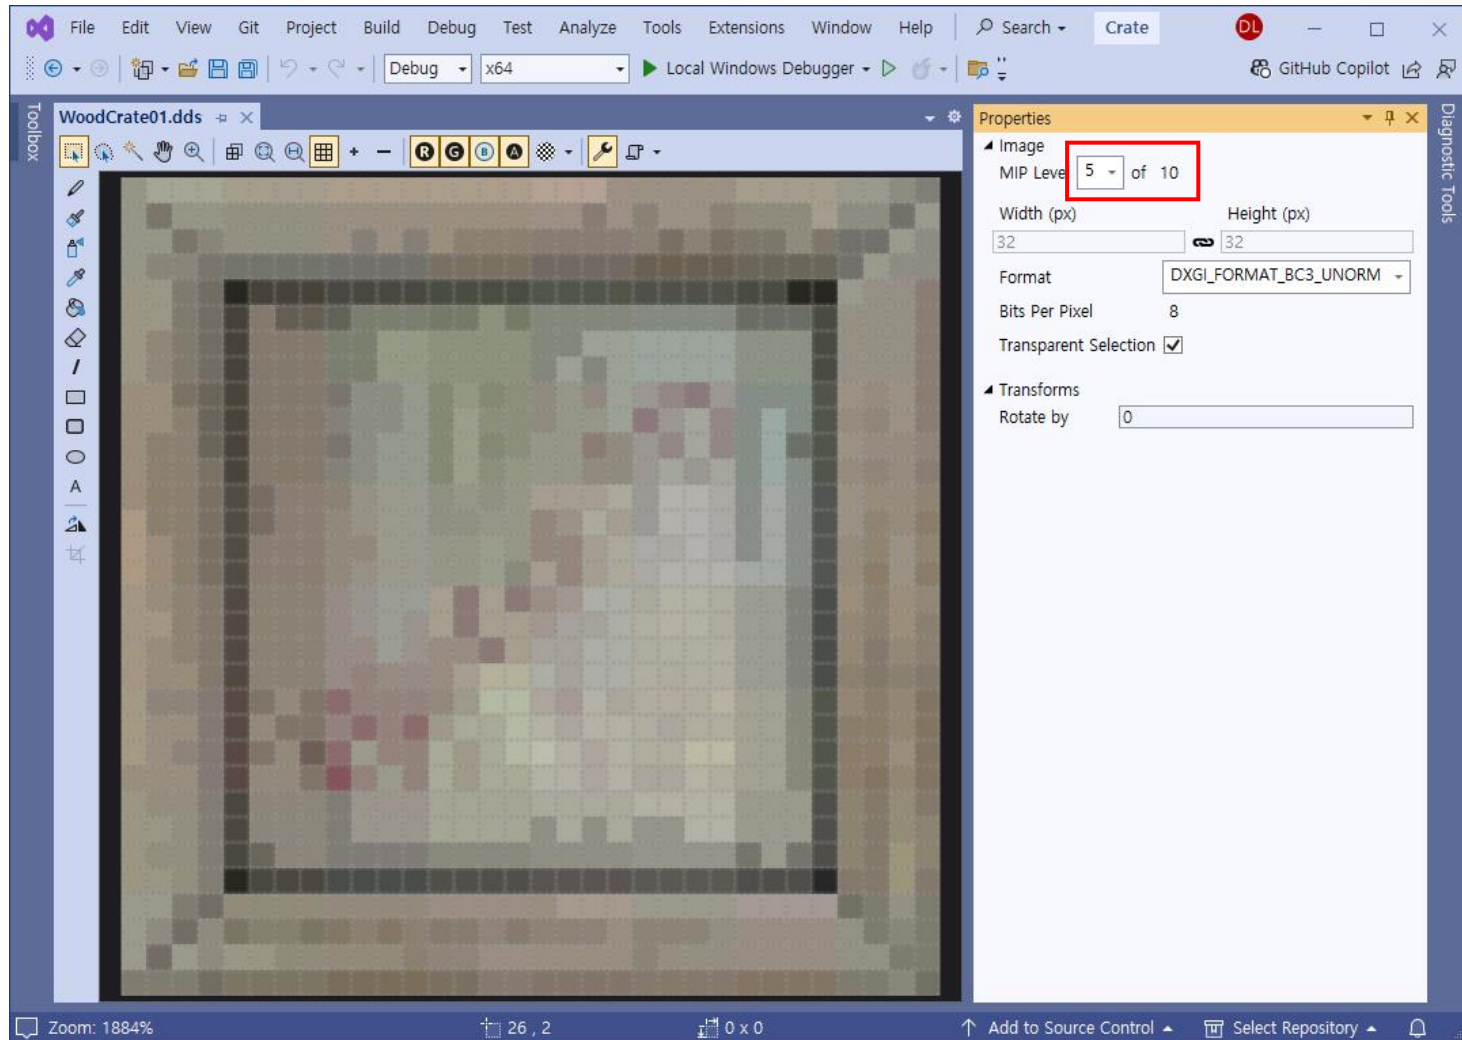 File Edit View Git Project Build Debug Test Analyze Tools Extensions Window Help Search Crate DL
Debug x64 Local Windows Debugger GitHub Copilot
Toolbox
WoodCrate01.dds
R G B A
A
Properties
Image
MIP Leve 5 of 10
Width (px) Height (px)
32 32
Format DXGI_FORMAT_BC3_UNORM
Bits Per Pixel 8
Transparent Selection
Transforms
Rotate by 0
Diagnostic Tools
Zoom: 1884% 26 , 2 0 x 0 Add to Source Control Select Repository